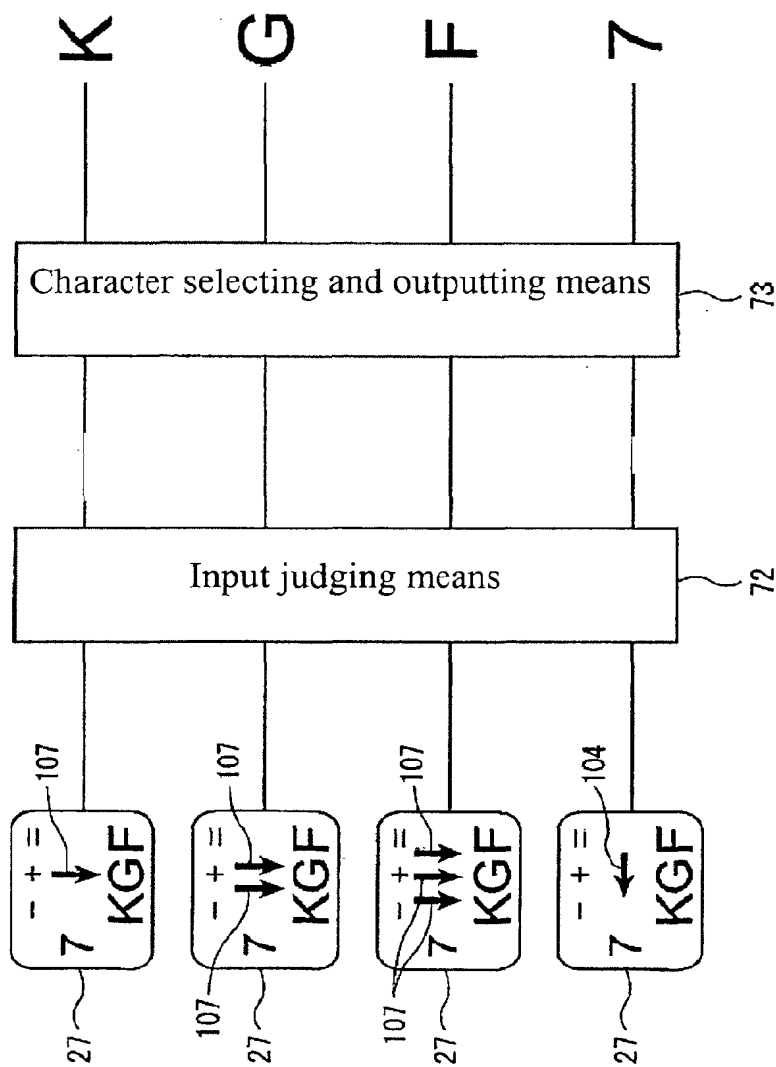 K
G
F
7
Character selecting and outputting means
73
Input judging means
72
107
- + =
7
KGF
27
107
- + =
7
KGF
107
27
107
- + =
7
KGF
107
27
104
- + =
7
KGF
27